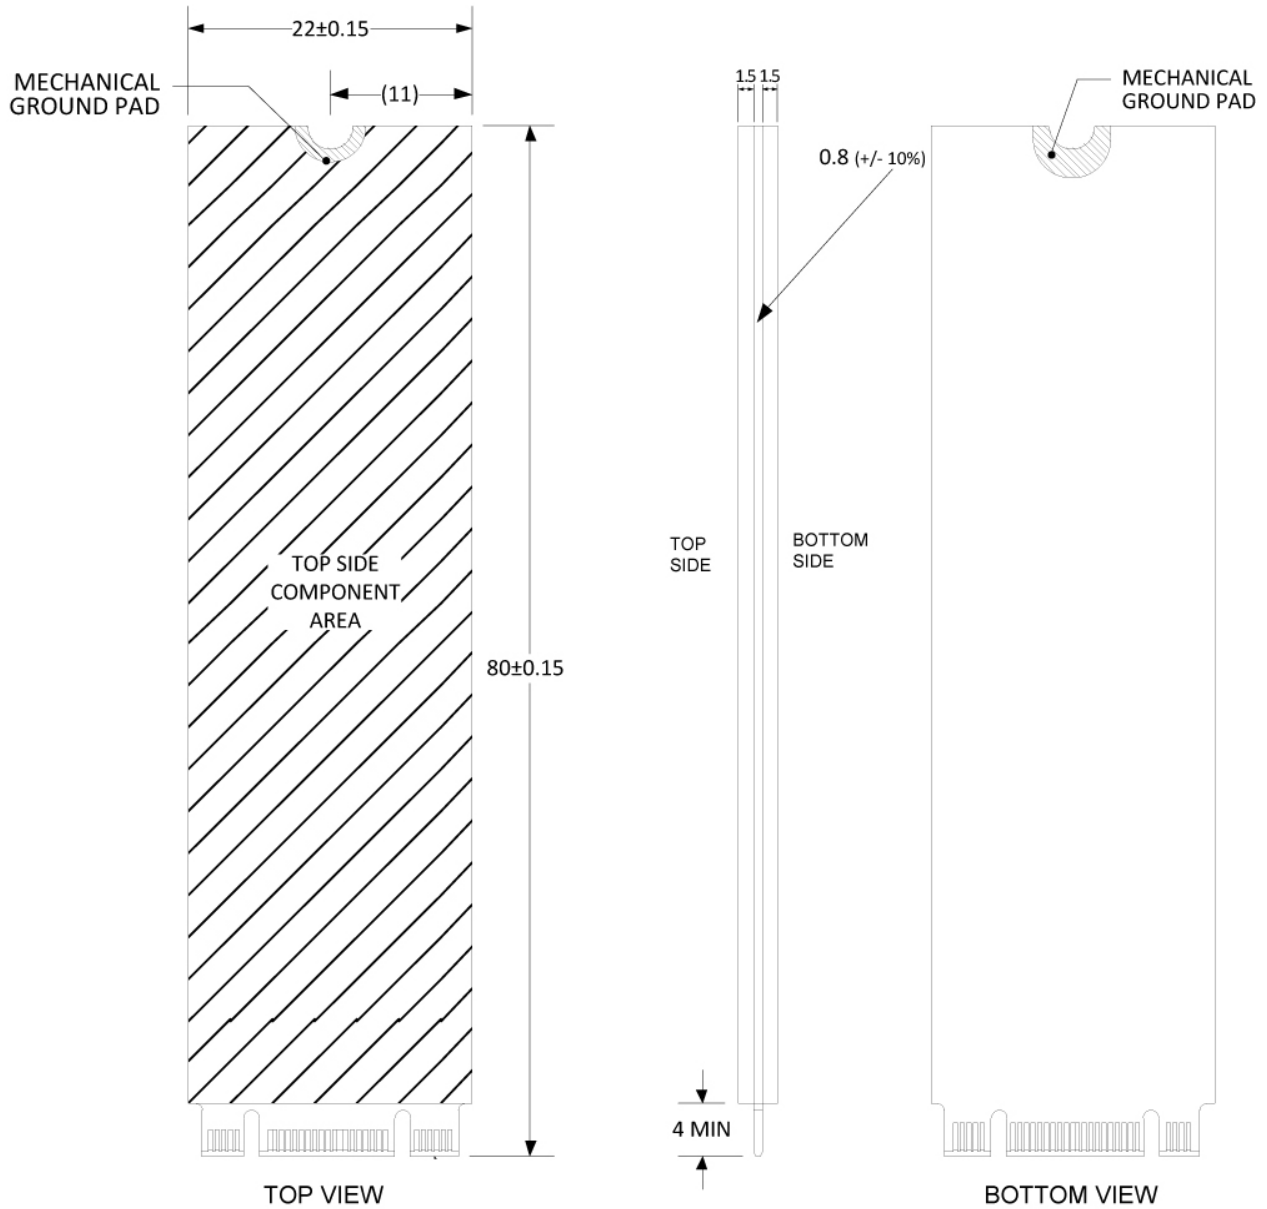 22±0.15
MECHANICAL
GROUND PAD
(11)
1.5 1.5
MECHANICAL
GROUND PAD
0.8 (+/- 10%)
TOP SIDE
COMPONENT
AREA
TOP
SIDE
BOTTOM
SIDE
80±0.15
4 MIN
TOP VIEW
BOTTOM VIEW